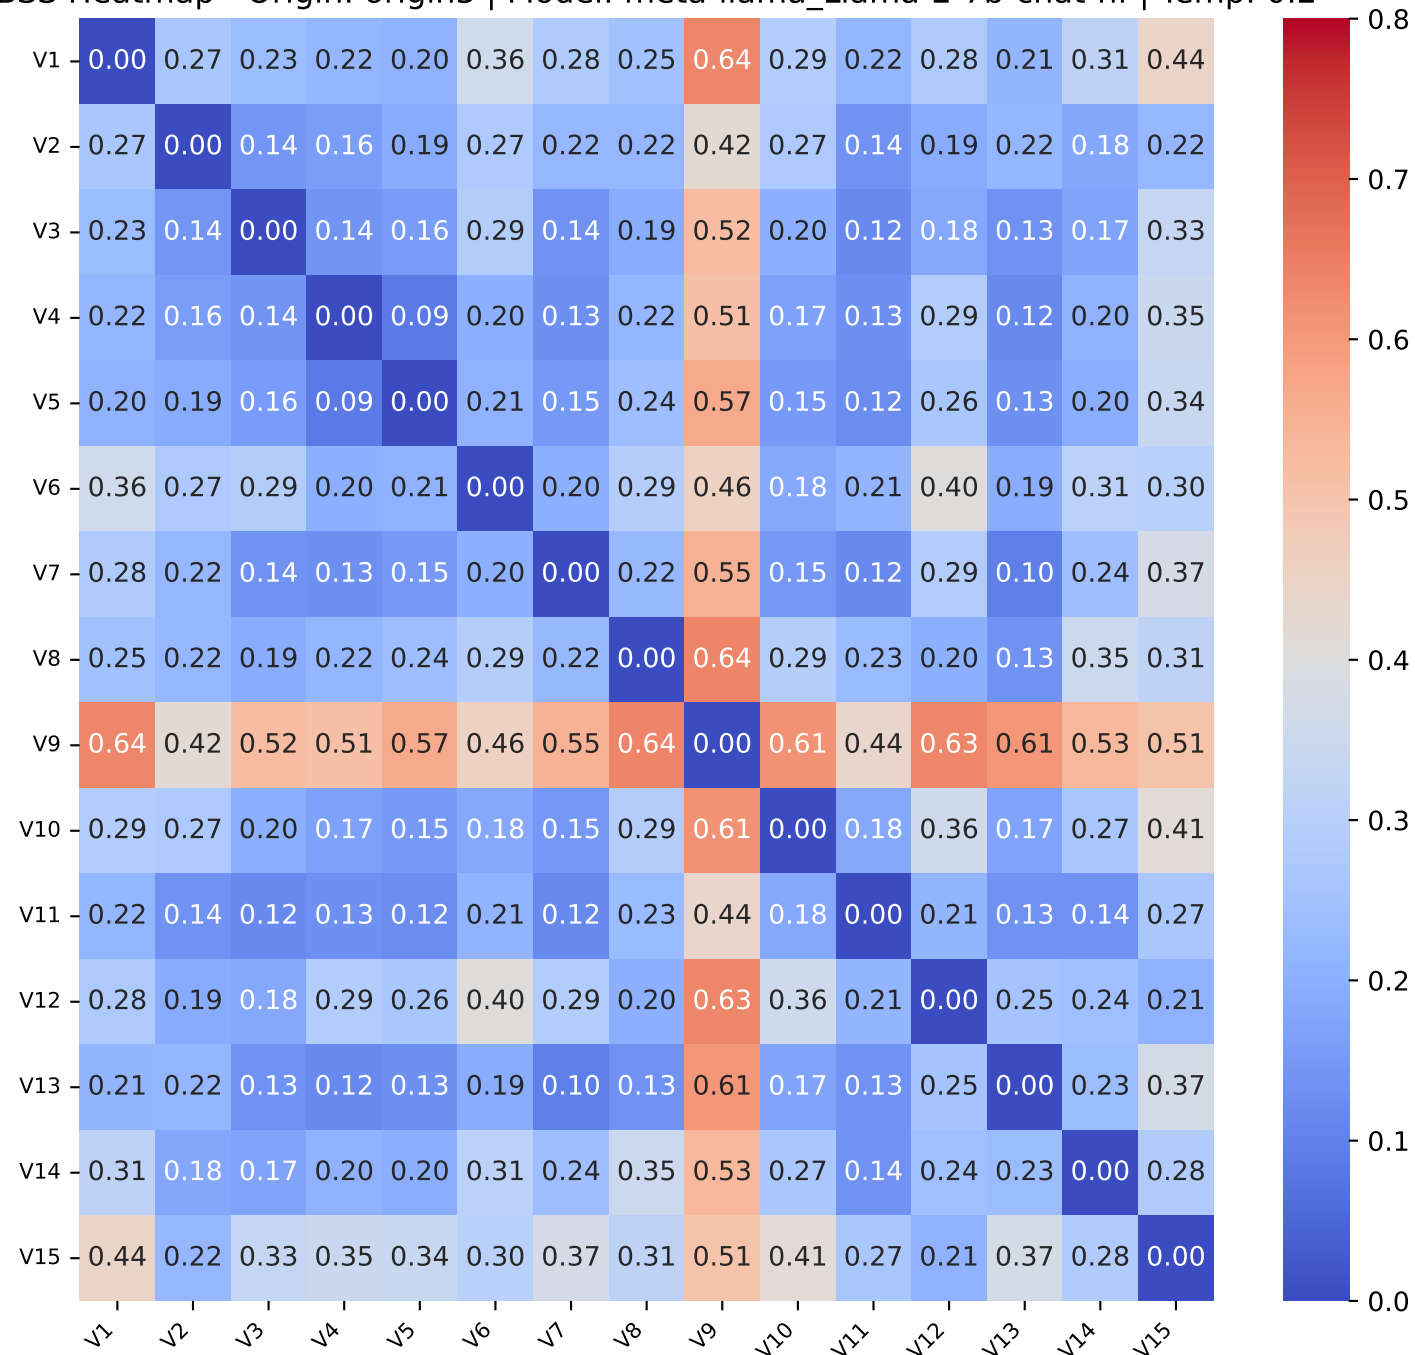 Heatmap - Origin: origin5 | Model: meta-llama_Llama-2-7b-chat-hf | Temp: 0.2
V1 0.00 0.27 0.23 0.22 0.20 0.36 0.28 0.25 0.64 0.29 0.22 0.28 0.21 0.31 0.44
V2 0.27 0.00 0.14 0.16 0.19 0.27 0.22 0.22 0.42 0.27 0.14 0.19 0.22 0.18 0.22
V3 0.23 0.14 0.00 0.14 0.16 0.29 0.14 0.19 0.52 0.20 0.12 0.18 0.13 0.17 0.33
V4 0.22 0.16 0.14 0.00 0.09 0.20 0.13 0.22 0.51 0.17 0.13 0.29 0.12 0.20 0.35
V5 0.20 0.19 0.16 0.09 0.00 0.21 0.15 0.24 0.57 0.15 0.12 0.26 0.13 0.20 0.34
V6 0.36 0.27 0.29 0.20 0.21 0.00 0.20 0.29 0.46 0.18 0.21 0.40 0.19 0.31 0.30
V7 0.28 0.22 0.14 0.13 0.15 0.20 0.00 0.22 0.55 0.15 0.12 0.29 0.10 0.24 0.37
V8 0.25 0.22 0.19 0.22 0.24 0.29 0.22 0.00 0.64 0.29 0.23 0.20 0.13 0.35 0.31
V9 0.64 0.42 0.52 0.51 0.57 0.46 0.55 0.64 0.00 0.61 0.44 0.63 0.61 0.53 0.51
V10 0.29 0.27 0.20 0.17 0.15 0.18 0.15 0.29 0.61 0.00 0.18 0.36 0.17 0.27 0.41
V11 0.22 0.14 0.12 0.13 0.12 0.21 0.12 0.23 0.44 0.18 0.00 0.21 0.13 0.14 0.27
V12 0.28 0.19 0.18 0.29 0.26 0.40 0.29 0.20 0.63 0.36 0.21 0.00 0.25 0.24 0.21
V13 0.21 0.22 0.13 0.12 0.13 0.19 0.10 0.13 0.61 0.17 0.13 0.25 0.00 0.23 0.37
V14 0.31 0.18 0.17 0.20 0.20 0.31 0.24 0.35 0.53 0.27 0.14 0.24 0.23 0.00 0.28
V15 0.44 0.22 0.33 0.35 0.34 0.30 0.37 0.31 0.51 0.41 0.27 0.21 0.37 0.28 0.00
V1 V2 V3 V4 V5 V6 V7 V8 V9 V10 V11 V12 V13 V14 V15
0.8
0.7
0.6
0.5
0.4
0.3
0.2
0.1
0.0